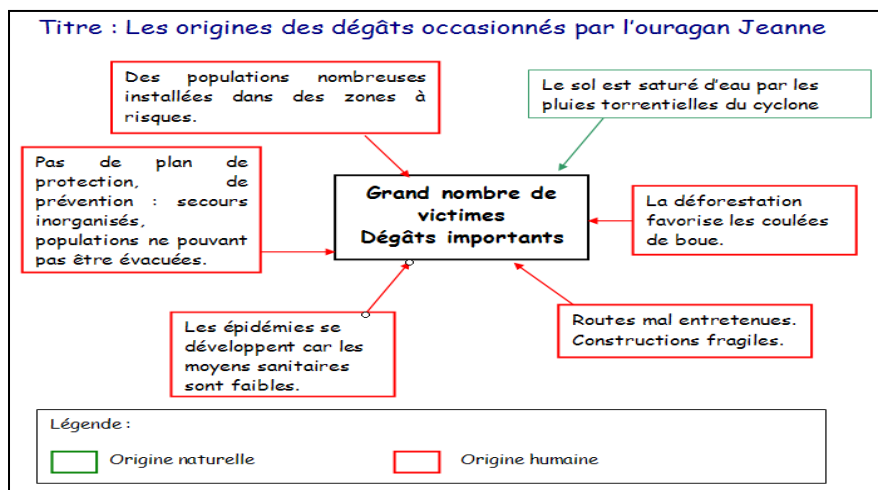 Titre : Les origines des dégâts occasionnés par l'ouragan Jeanne
Des populations nombreuses
installées dans des zones à
risques.
Le sol est saturé d'eau par les
pluies torrentielles du cyclone
Pas de plan de
protection, de
prévention : secours
inorganisés,
populations ne pouvant
pas être évacuées.
Grand nombre de
victimes
Dégâts importants
La déforestation
favorise les coulées
de boue.
Les épidémies se
développent car les
moyens sanitaires
sont faibles.
Routes mal entretenues.
Constructions fragiles.
Légende :
Origine naturelle
Origine humaine